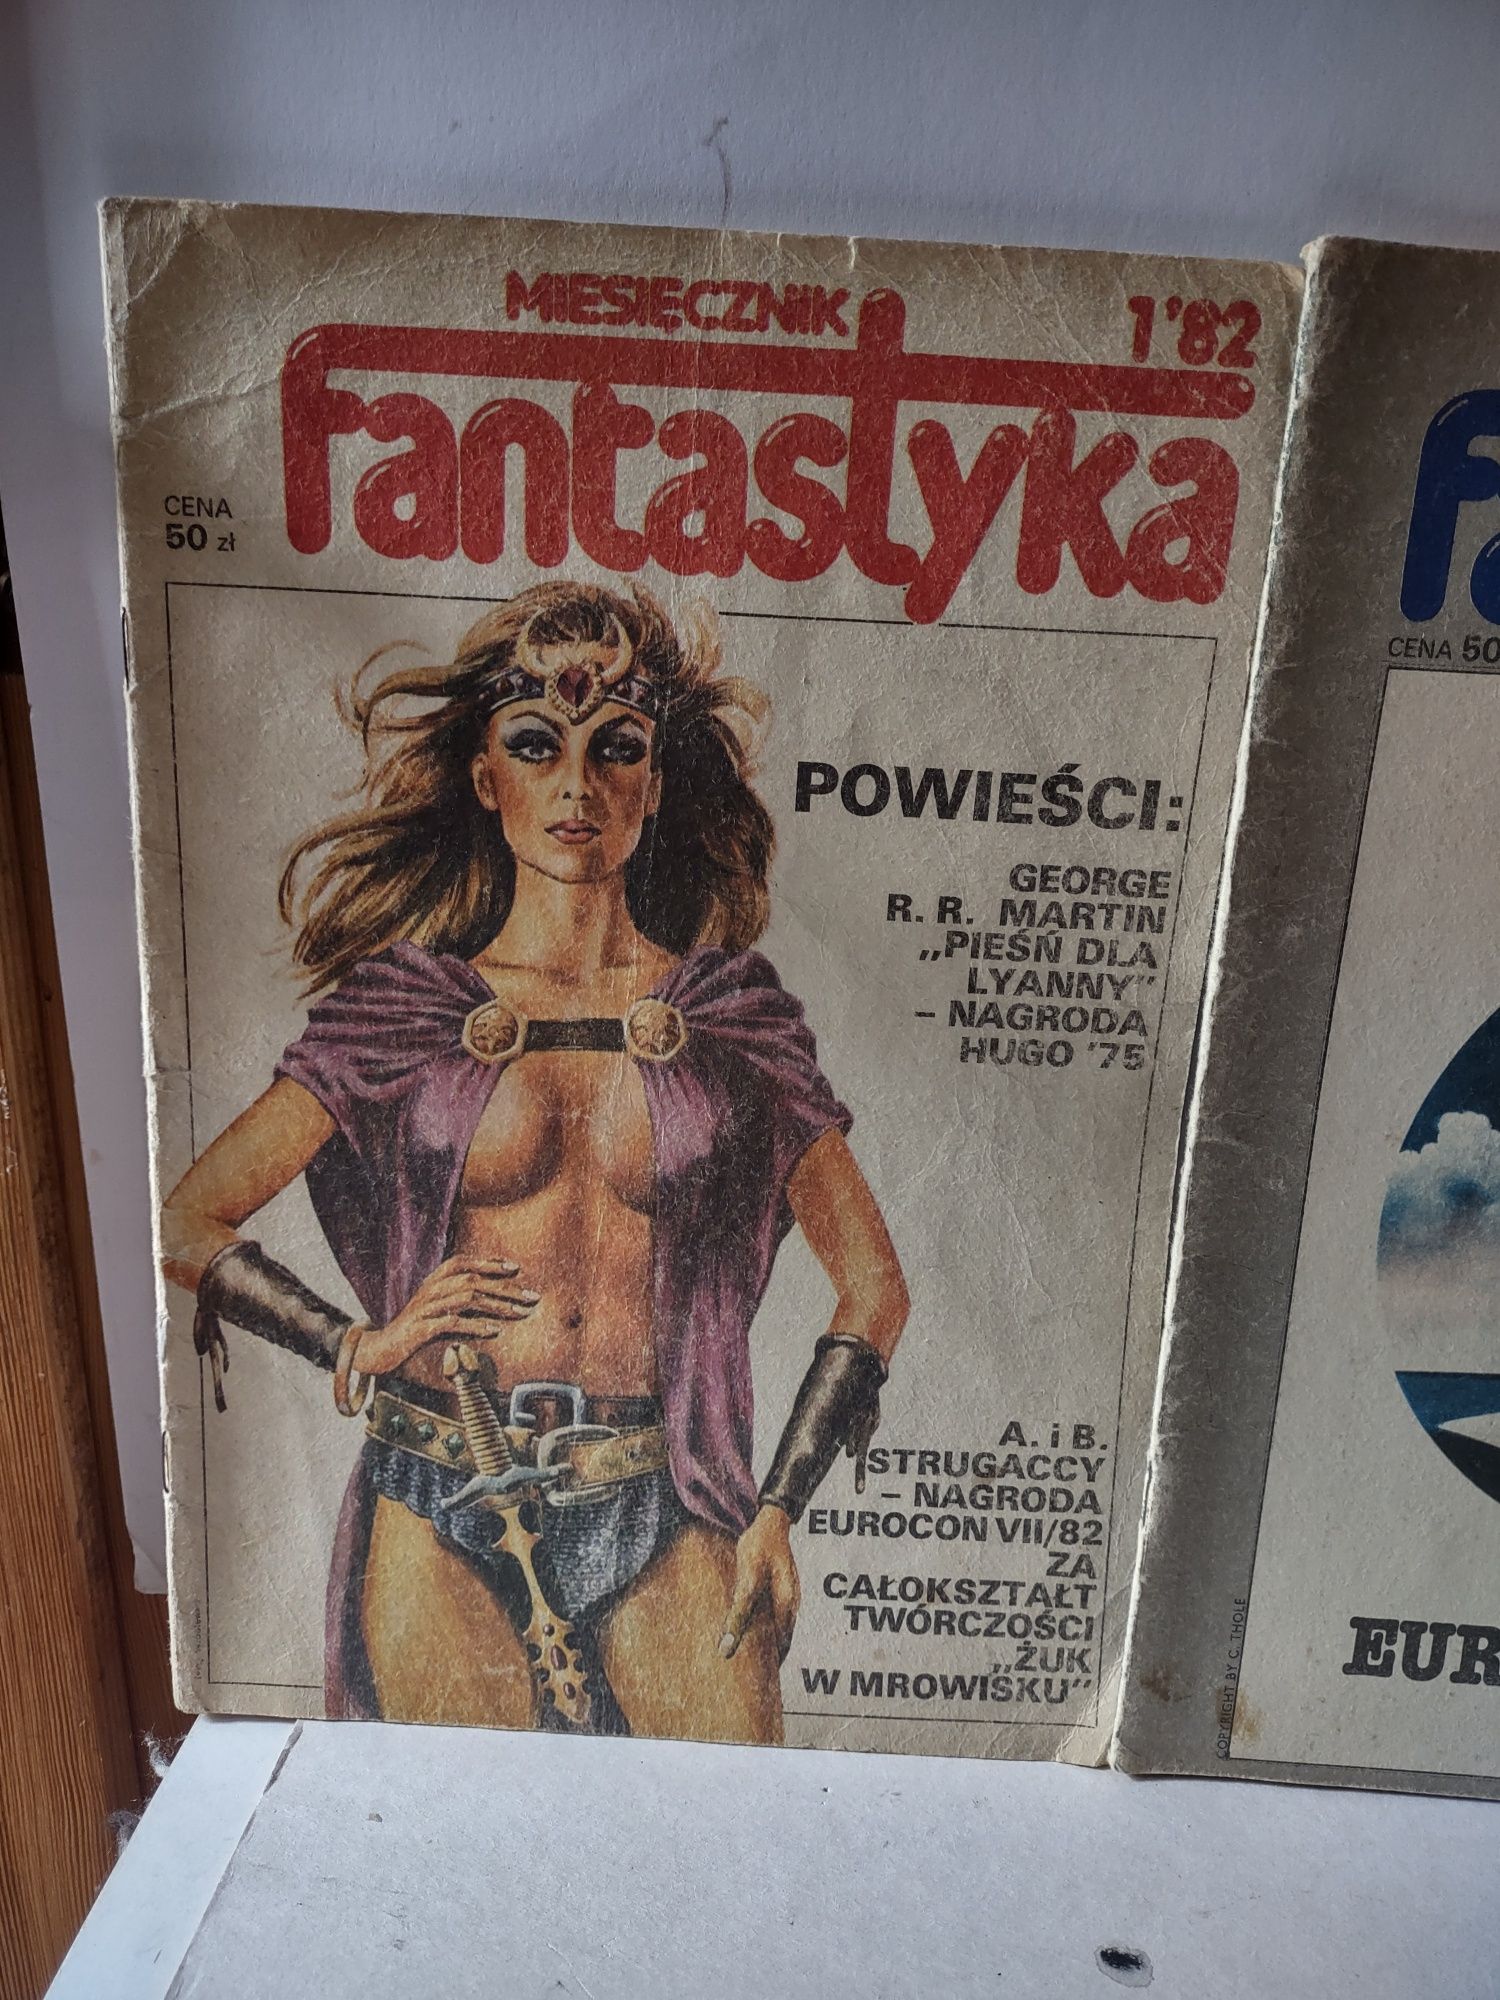 MIESIĘCZNIK
1'82
fantastyka
CENA
50 zł
POWIEŚCI:
GEORGE
R. R. MARTIN
„PIEŚŃ DLA
LYANNY”
– NAGRODA
HUGO '75
A. i B.
STRUGACCY
– NAGRODA
EUROCON VII/82
ZA
CAŁOKSZTAŁT
TWÓRCZOŚCI
„ŻUK
W MROWISKU”
CENA 50
EUR
COPYRIGHT BY C. THOLE